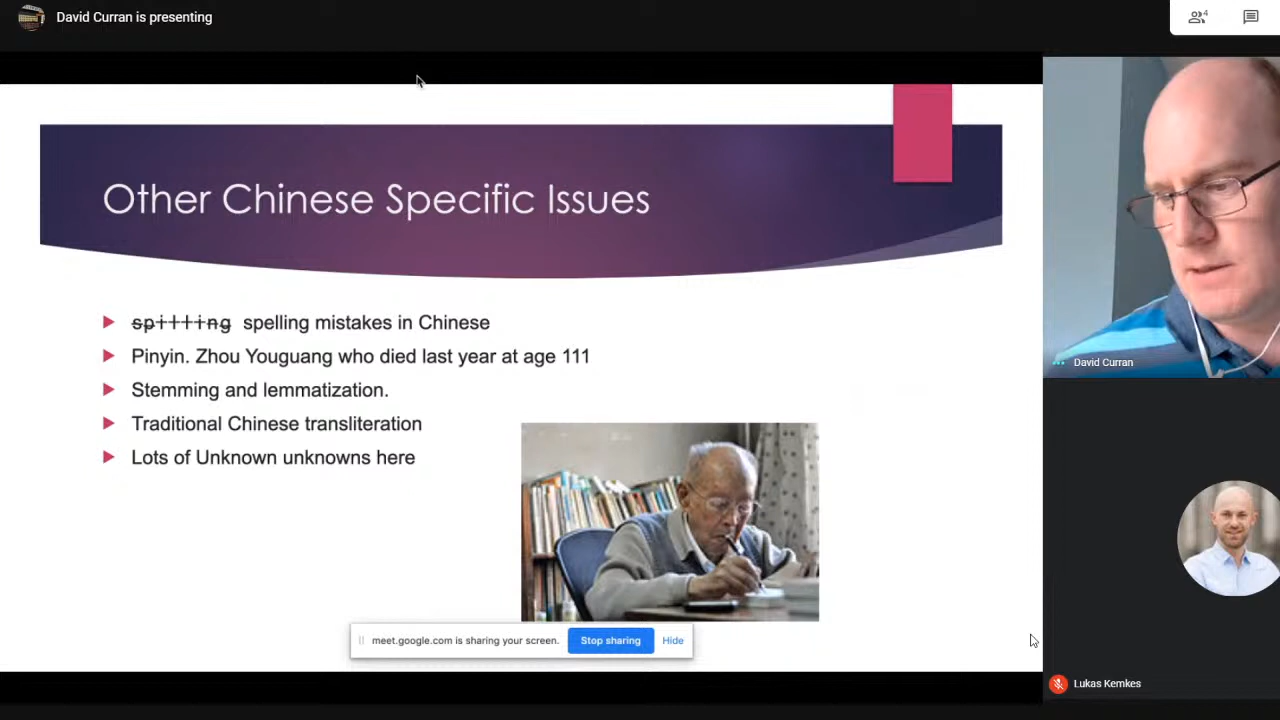 David Curran is presenting
4
Other Chinese Specific Issues
spitting spelling mistakes in Chinese
Pinyin. Zhou Youguang who died last year at age 111
Stemming and lemmatization.
Traditional Chinese transliteration
Lots of Unknown unknowns here
David Curran
meet.google.com is sharing your screen.
Stop sharing
Hide
Lukas Kemkes